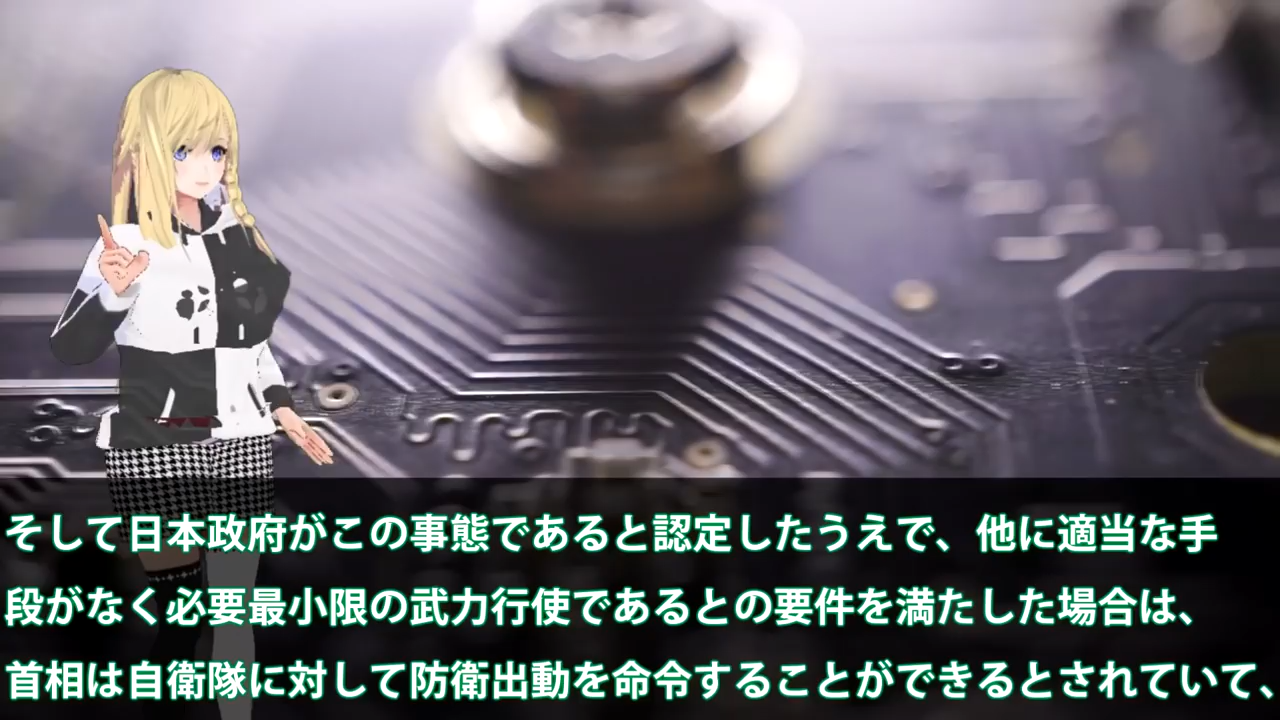 そして日本政府がこの事態であると認定したうえで、他に適当な手
段がなく必要最小限の武力行使であるとの要件を満たした場合は、
首相は自衛隊に対して防衛出動を命令することができるとされていて、